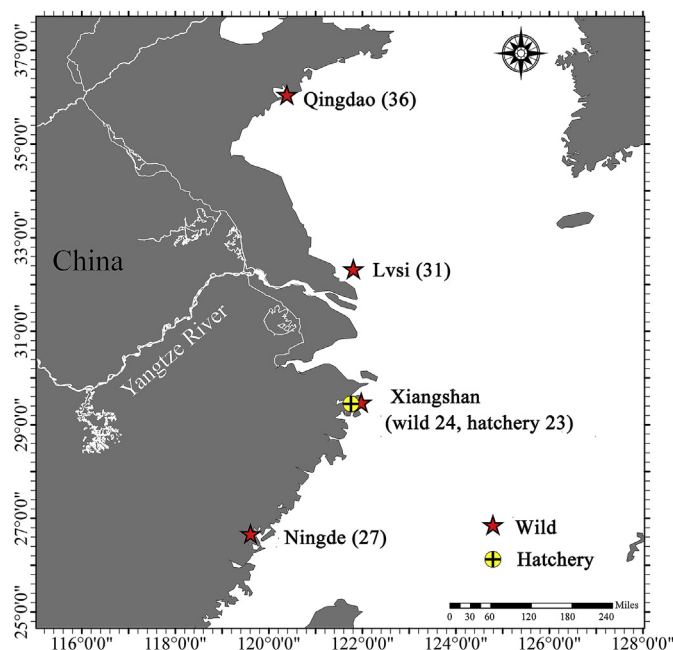 37°0'0"
35°0'0"
33°0'0"
31°0'0"
29°0'0"
27°0'0"
25°0'0"
Qingdao (36)
China
Lvsi (31)
Yangtze River
Xiangshan
(wild 24, hatchery 23)
Ningde (27)
Wild
Hatchery
Miles
0 30 60 120 180 240
116°0'0" 118°0'0" 120°0'0" 122°0'0" 124°0'0" 126°0'0" 128°0'0"